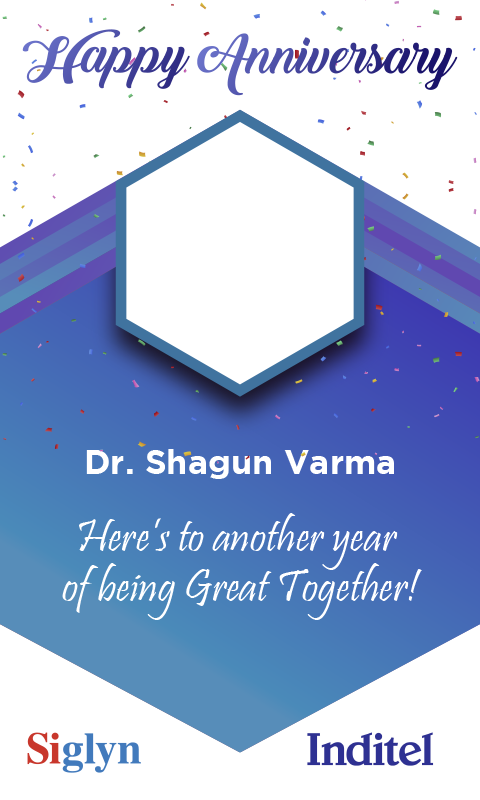 Happy Anniversary
Dr. Shagun Varma
Here's to another year
of being Great Together!
Siglyn
Inditel